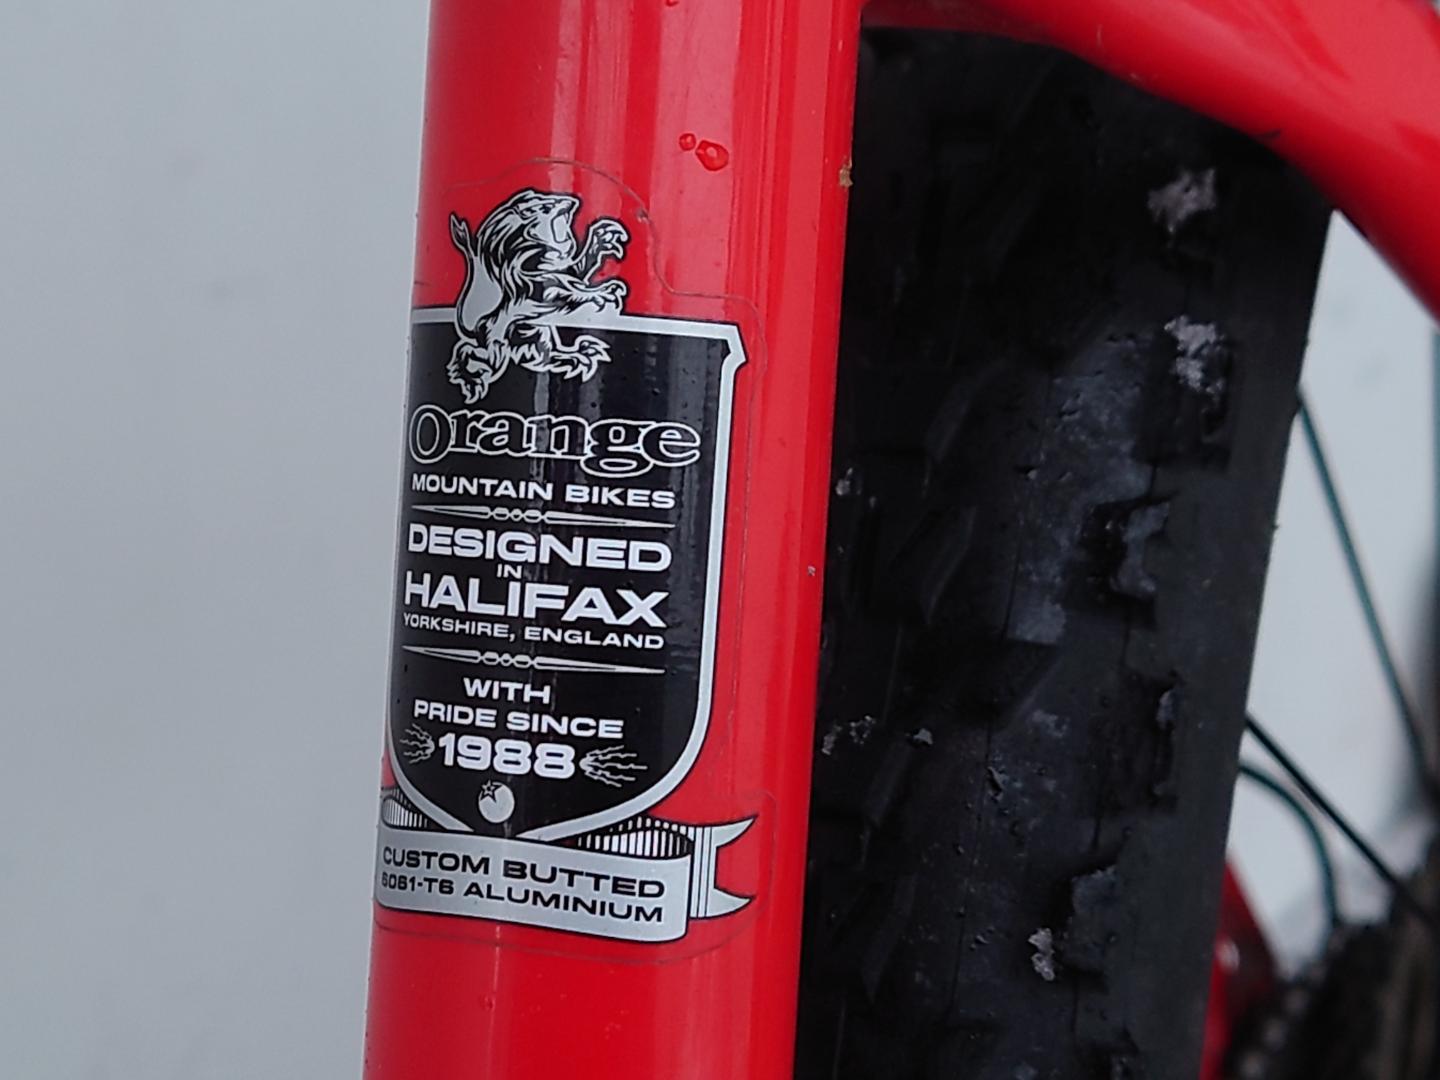 Orange
MOUNTAIN BIKES
DESIGNED
IN
HALIFAX
YORKSHIRE, ENGLAND
WITH
PRIDE SINCE
1988
CUSTOM BUTTED
6061-T6 ALUMINIUM